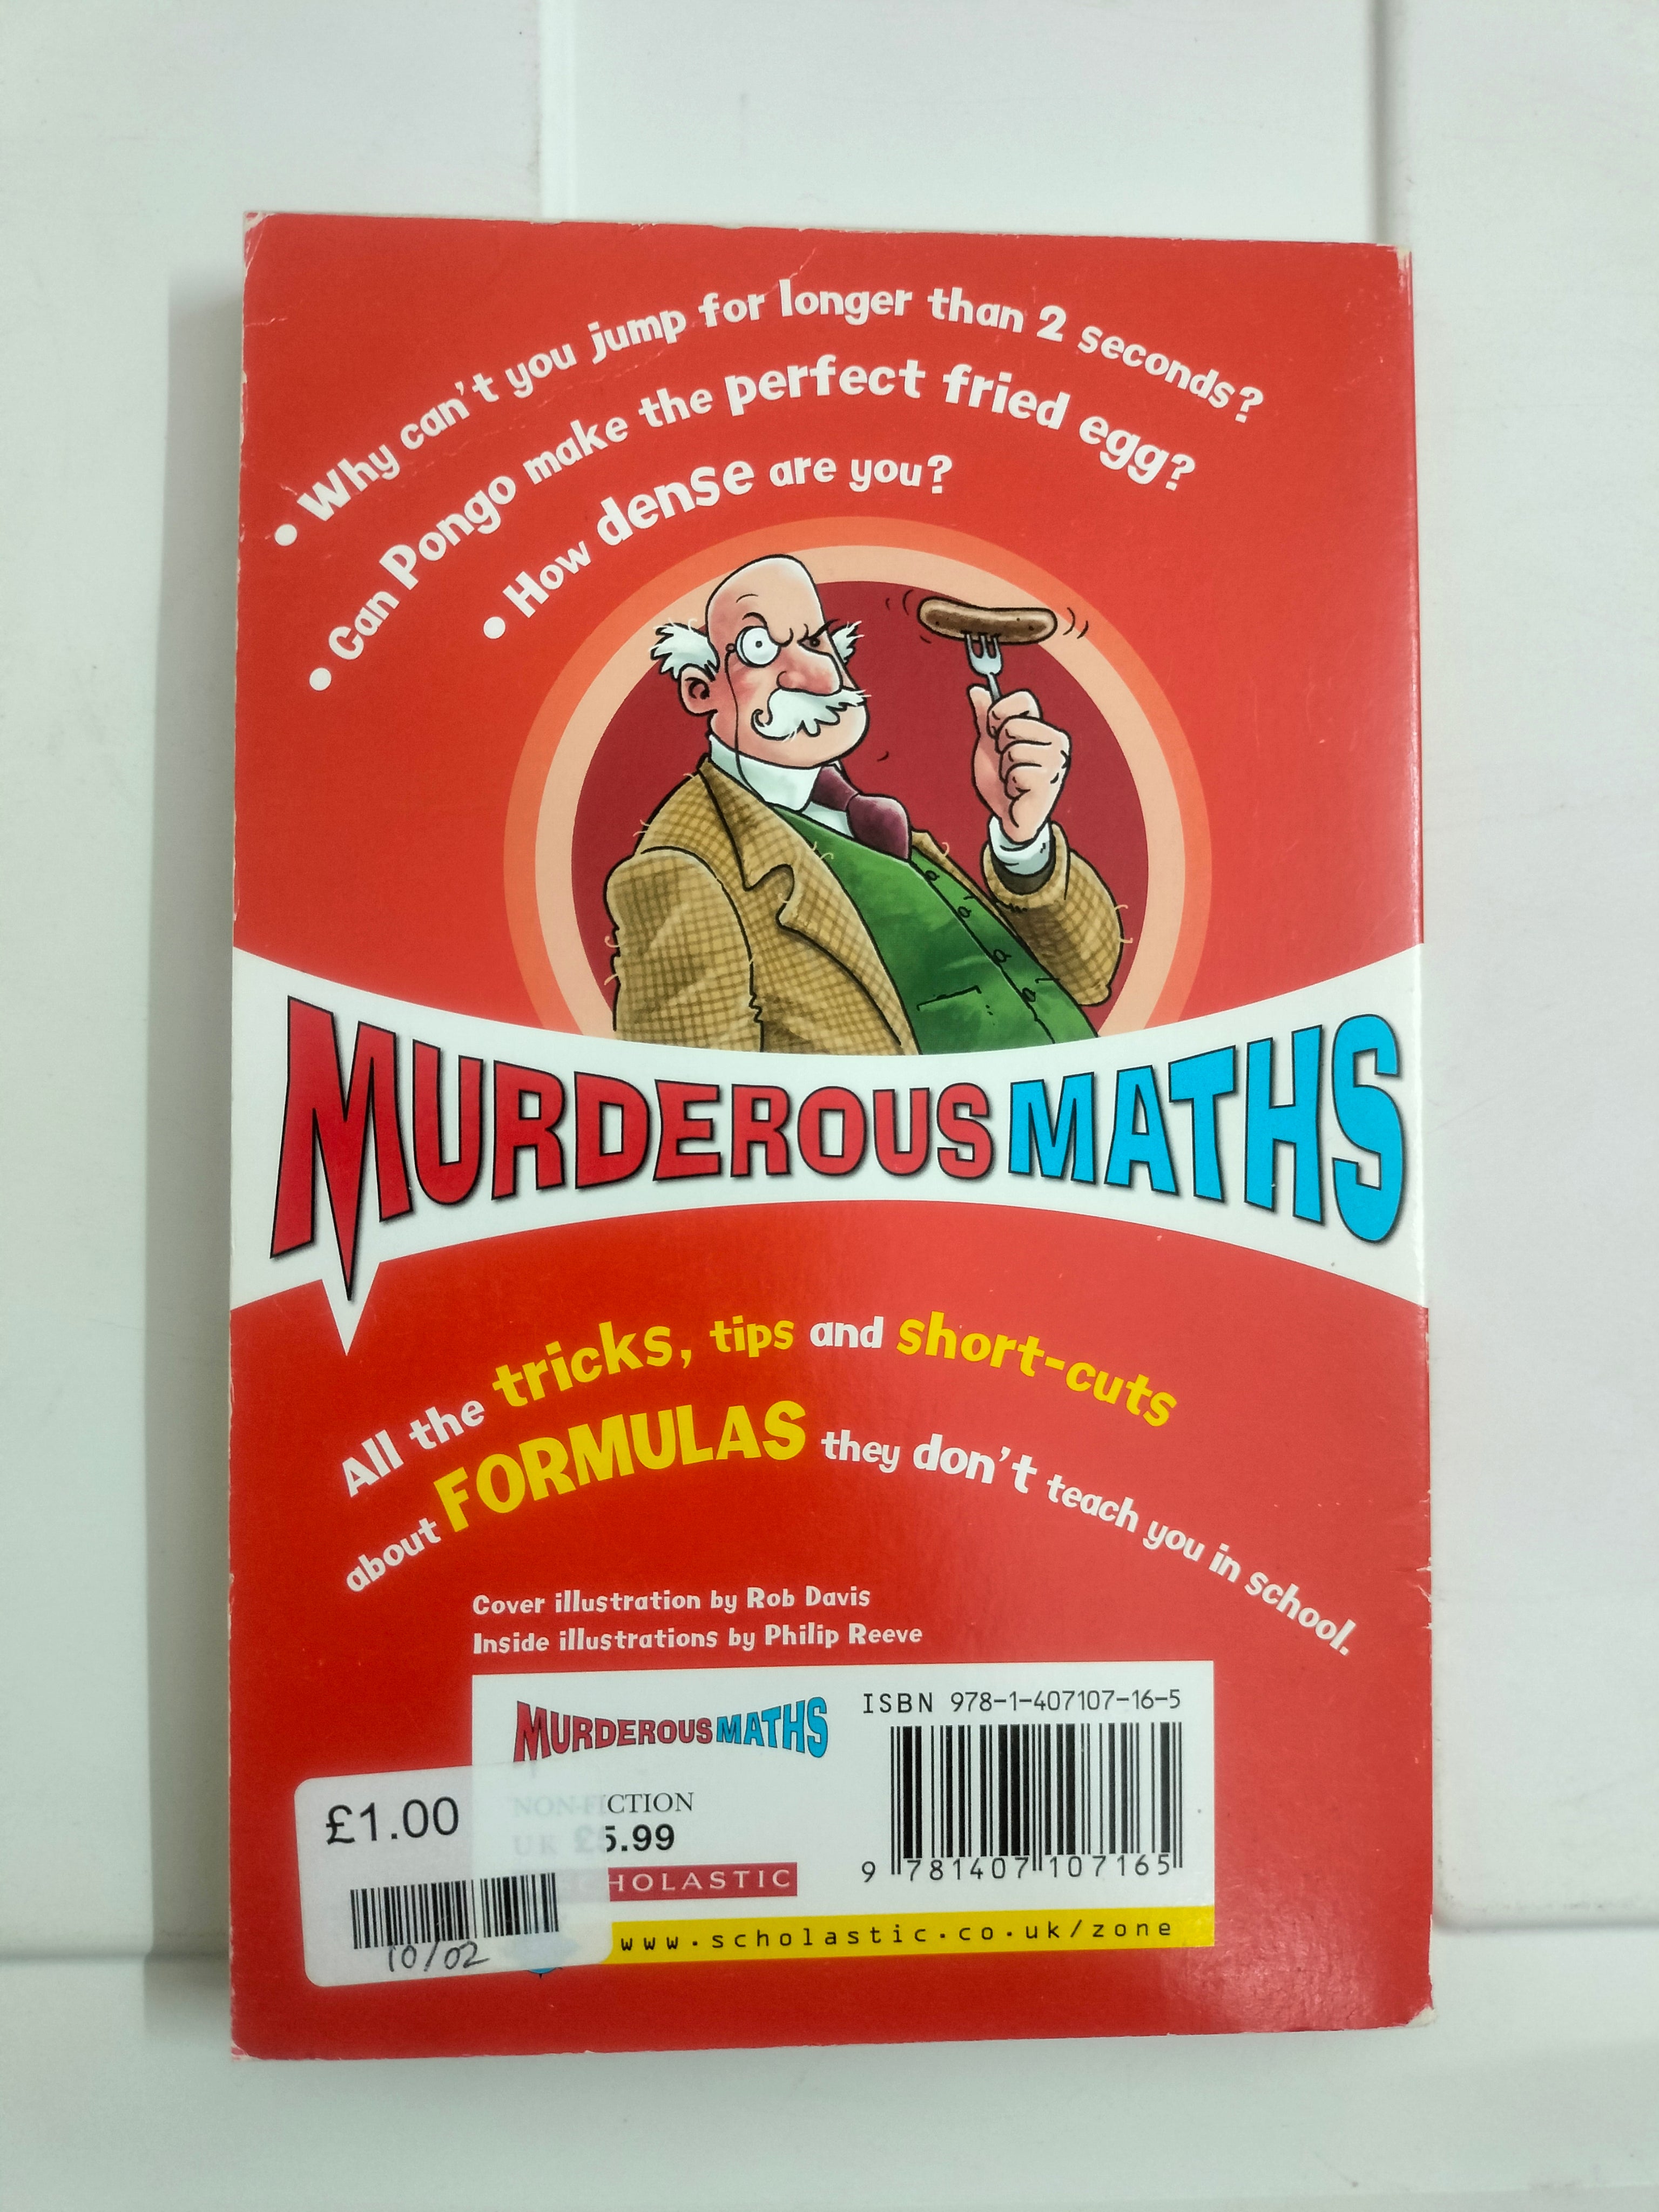 • Why can't you jump for longer than 2 seconds?
• Can Pongo make the perfect fried egg?
• How dense are you?
MURDEROUS MATHS
All the tricks, tips and short-cuts
about FORMULAS they don't teach you in school.
Cover illustration by Rob Davis
Inside illustrations by Philip Reeve
MURDEROUS MATHS
ISBN 978-1-407107-16-5
NON-FICTION
UK £5.99
SCHOLASTIC
9 781407 107165
www.scholastic.co.uk/zone
£1.00
10/02